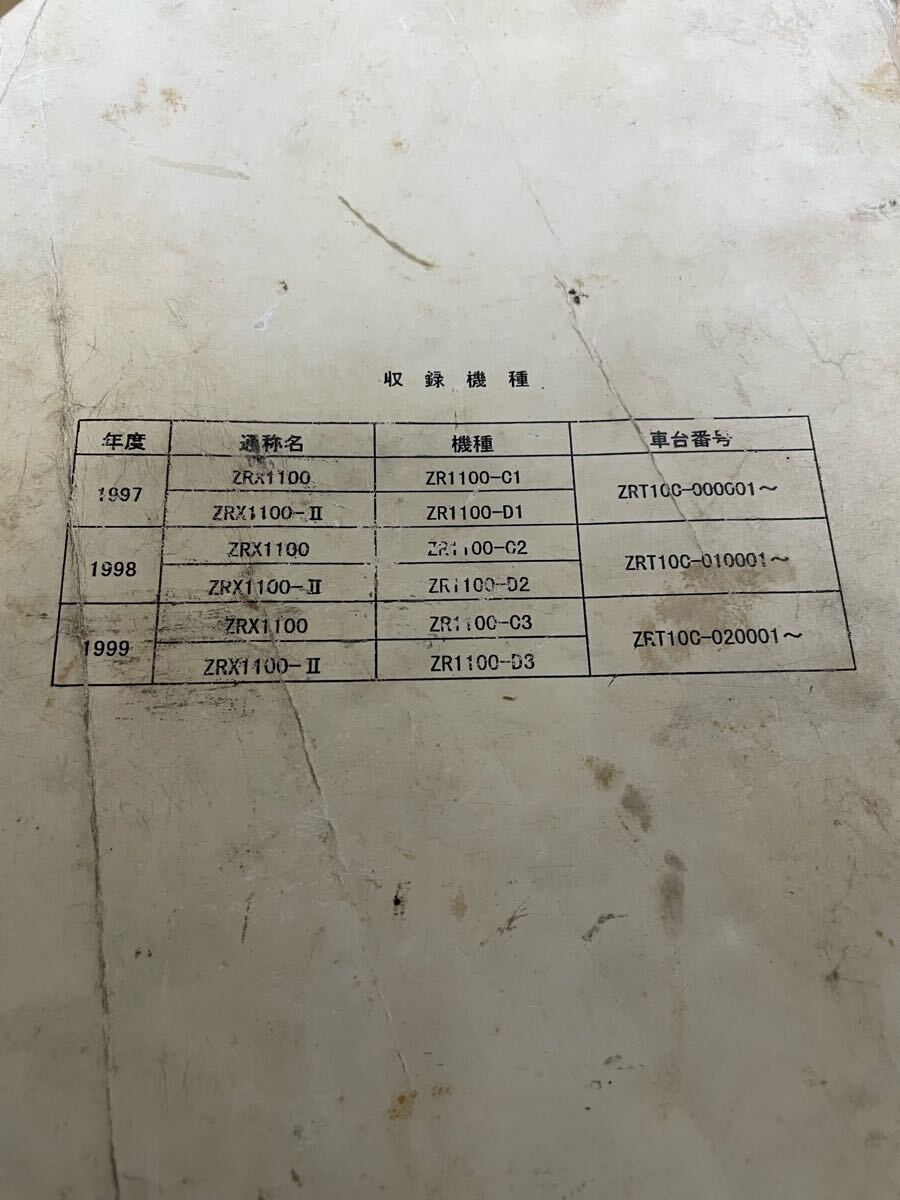 収録機種
年度 通称名 機種 車台番号
1997 ZRX1100 ZR1100-C1 ZRT10C-000001～
ZRX1100-Ⅱ ZR1100-D1
1998 ZRX1100 ZR1100-C2 ZRT10C-010001～
ZRX1100-Ⅱ ZR1100-D2
1999 ZRX1100 ZR1100-C3 ZRT10C-020001～
ZRX1100-Ⅱ ZR1100-D3